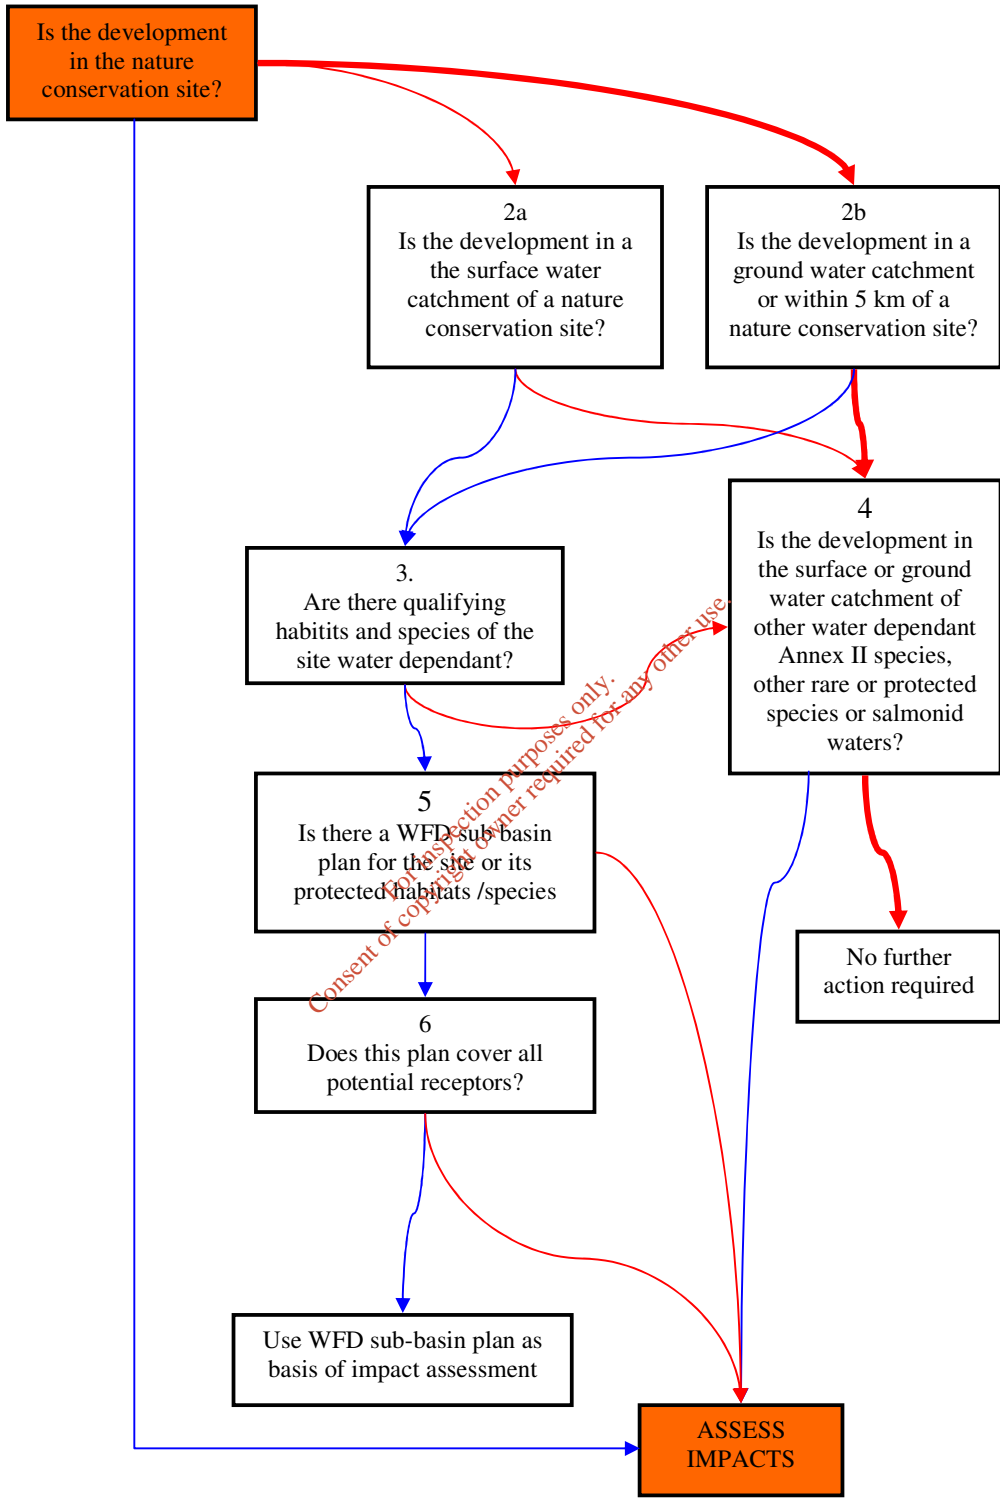 Is the development
in the nature
conservation site?
2a
Is the development in a
the surface water
catchment of a nature
conservation site?
2b
Is the development in a
ground water catchment
or within 5 km of a
nature conservation site?
4
Is the development in
the surface or ground
water catchment of
other water dependant
Annex II species,
other rare or protected
species or salmonid
waters?
3.
Are there qualifying
habitits and species of the
site water dependant?
5
Is there a WFD sub-basin
plan for the site or its
protected habitats /species
For inspection purposes only.
Consent of copyright owner required for any other use.
No further
action required
6
Does this plan cover all
potential receptors?
Use WFD sub-basin plan as
basis of impact assessment
ASSESS
IMPACTS